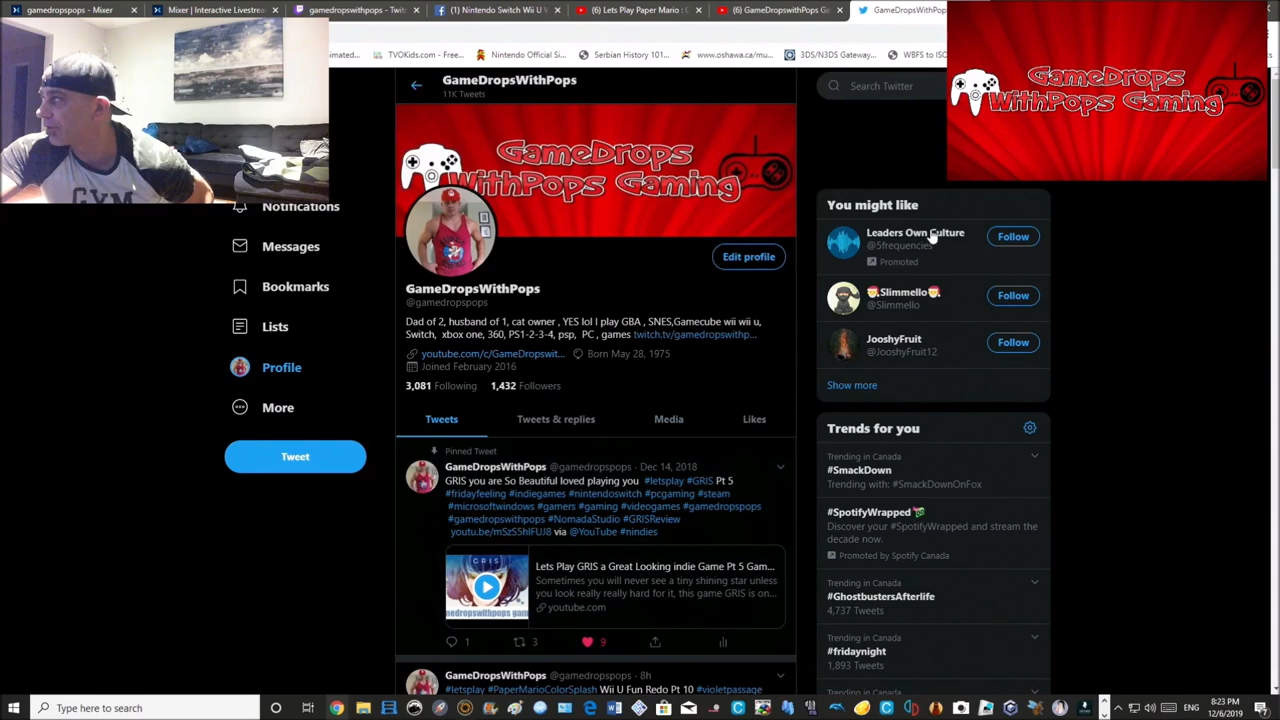 gamedropspops - Mixer
Mixer | Interactive Livestrea
gamedropswithpops - Twit
(1) Nintendo Switch Wii U W
(6) Lets Play Paper Mario : C
(6) GameDropswithPops Ga
GameDropsWithPops
nimated...
TVOKids.com - Free...
Nintendo Official Si...
Serbian History 101...
www.oshawa.ca/mu...
3DS/N3DS Gateway...
WBFS to ISO
GameDrops
WithPops Gaming
GYM
GameDropsWithPops
11K Tweets
Search Twitter
GameDrops
WithPops Gaming
Notifications
Messages
Bookmarks
Lists
Profile
More
Tweet
Edit profile
GameDropsWithPops
@gamedropspops
Dad of 2, husband of 1, cat owner , YES lol I play GBA , SNES,Gamecube wii wii u,
Switch, xbox one, 360, PS1-2-3-4, psp, PC , games twitch.tv/gamedropswithp...
youtube.com/c/GameDropswit... Born May 28, 1975
Joined February 2016
3,081 Following 1,432 Followers
Tweets Tweets & replies Media Likes
Pinned Tweet
GameDropsWithPops @gamedropspops · Dec 14, 2018
GRIS you are So Beautiful loved playing you #letsplay #GRIS Pt 5
#fridayfeeling #indiegames #nintendoswitch #pcgaming #steam
#microsoftwindows #gamers #gaming #videogames #gamedropspops
#gamedropswithpops #NomadaStudio #GRISReview
youtu.be/mSzS5hlFUJ8 via @YouTube #nindies
GRIS
medropswithpops gam
Lets Play GRIS a Great Looking indie Game Pt 5 Gam...
Sometimes you will never see a tiny shining star unless
you look really really hard for it, this game GRIS is on...
youtube.com
1 3 9
GameDropsWithPops @gamedropspops · 8h
#letsplay #PaperMarioColorSplash Wii U Fun Redo Pt 10 #violetpassage
You might like
Leaders Own Culture
@5frequencies
Promoted
Follow
Slimmello
@Slimmello
Follow
JooshyFruit
@JooshyFruit12
Follow
Show more
Trends for you
Trending in Canada
#SmackDown
Trending with: #SmackDownOnFox
#SpotifyWrapped
Discover your #SpotifyWrapped and stream the
decade now.
Promoted by Spotify Canada
Trending in Canada
#GhostbustersAfterlife
4,737 Tweets
Trending in Canada
#fridaynight
1,893 Tweets
Trending in Canada
Type here to search
ENG
8:23 PM
12/6/2019